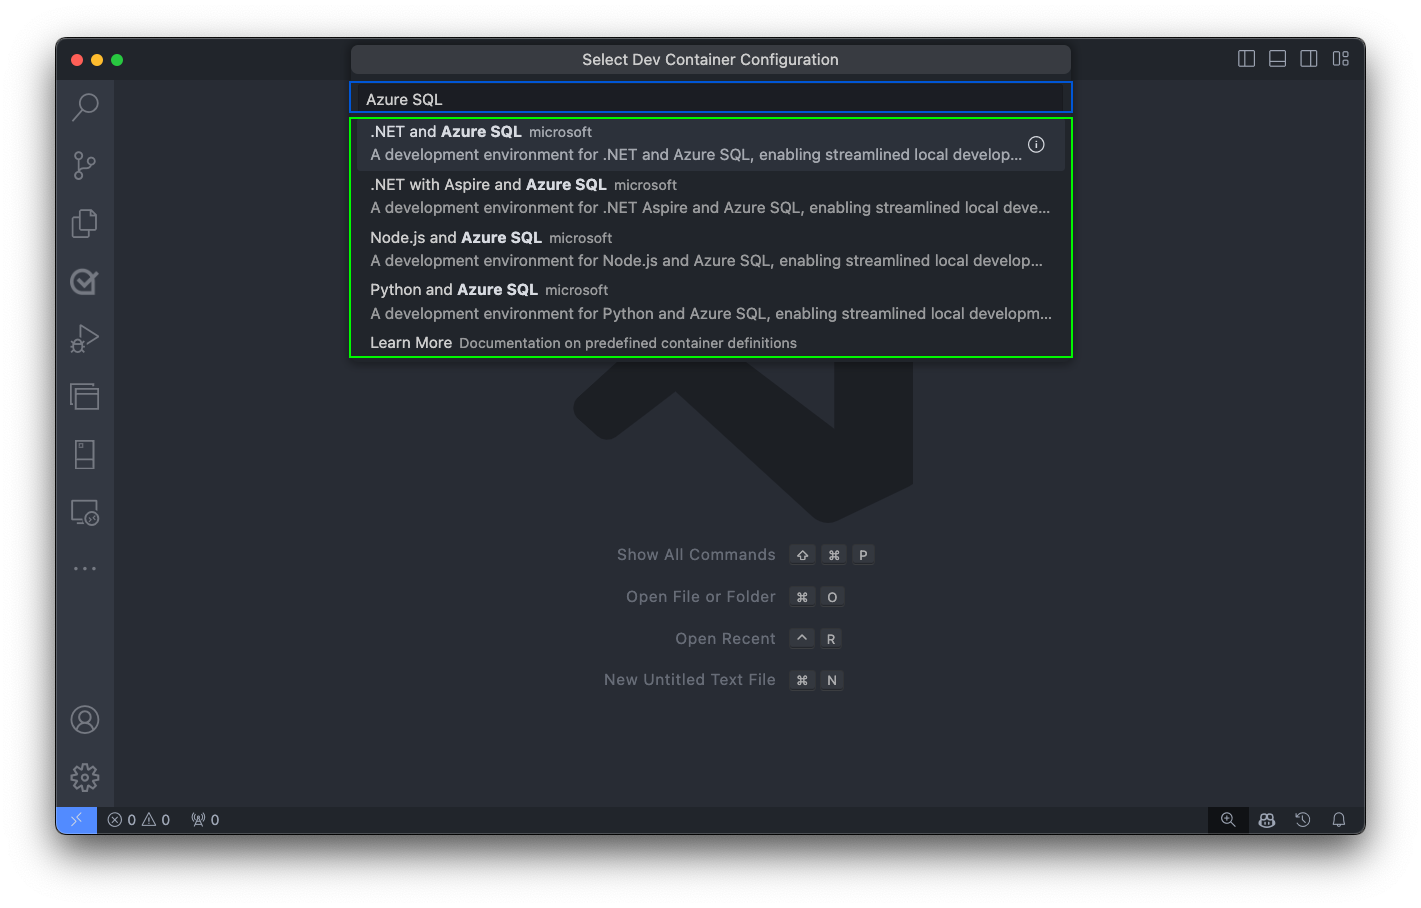 Select Dev Container Configuration
Azure SQL
.NET and Azure SQL microsoft
A development environment for .NET and Azure SQL, enabling streamlined local develop...
.NET with Aspire and Azure SQL microsoft
A development environment for .NET Aspire and Azure SQL, enabling streamlined local deve...
Node.js and Azure SQL microsoft
A development environment for Node.js and Azure SQL, enabling streamlined local develop...
Python and Azure SQL microsoft
A development environment for Python and Azure SQL, enabling streamlined local developm...
Learn More Documentation on predefined container definitions
Show All Commands ⇧ ⌘ P
Open File or Folder ⌘ O
Open Recent ⌃ R
New Untitled Text File ⌘ N
0 0 0